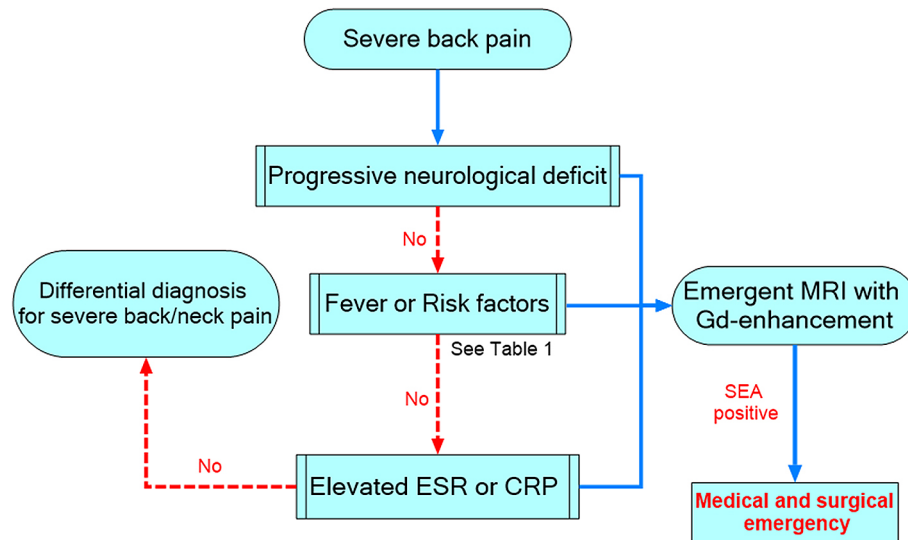 Severe back pain
Progressive neurological deficit
No
Fever or Risk factors
See Table 1
Differential diagnosis
for severe back/neck pain
Emergent MRI with
Gd-enhancement
No
SEA
positive
No
Elevated ESR or CRP
Medical and surgical
emergency